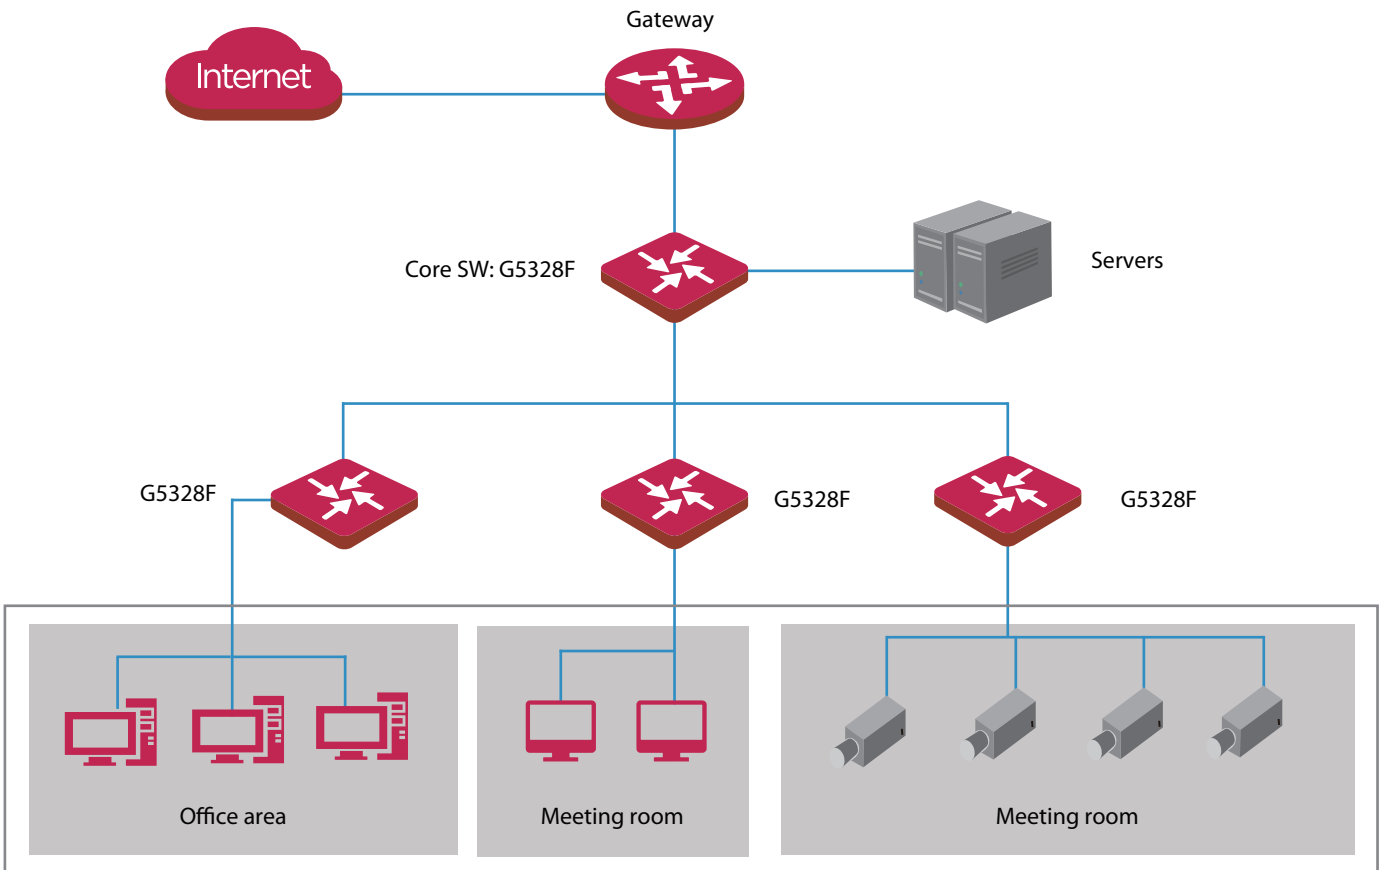 Gateway
Internet
Core SW: G5328F
Servers
G5328F
G5328F
G5328F
Office area
Meeting room
Meeting room